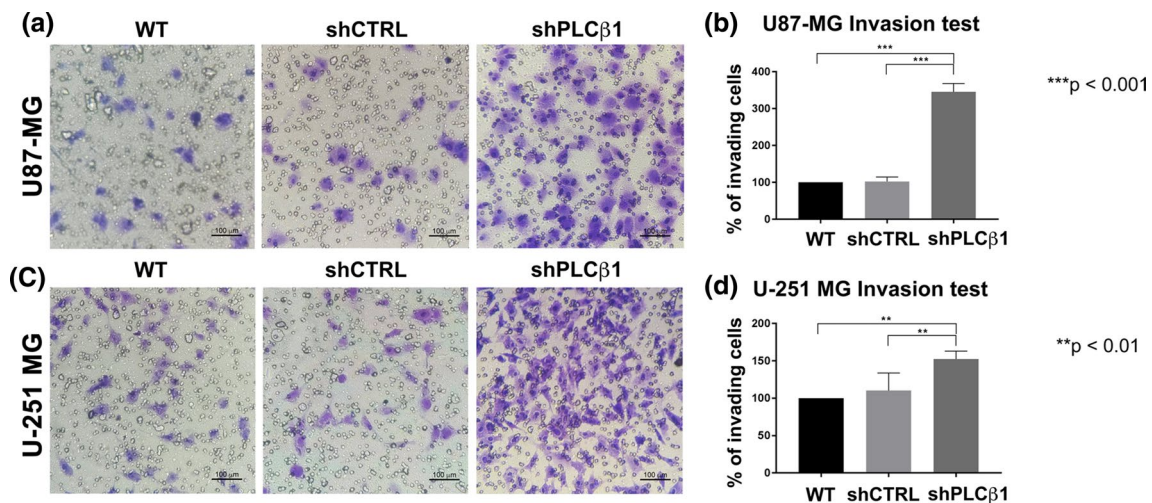 (a)
WT
shCTRL
shPLCβ1
U87-MG
100 μm
100 μm
100 μm
(b)
U87-MG Invasion test
% of invading cells
400
300
200
100
0
***
***
WT
shCTRL
shPLCβ1
***p < 0.001
(C)
WT
shCTRL
shPLCβ1
U-251 MG
100 μm
100 μm
100 μm
(d)
U-251 MG Invasion test
% of invading cells
200
150
100
50
0
**
**
WT
shCTRL
shPLCβ1
**p < 0.01